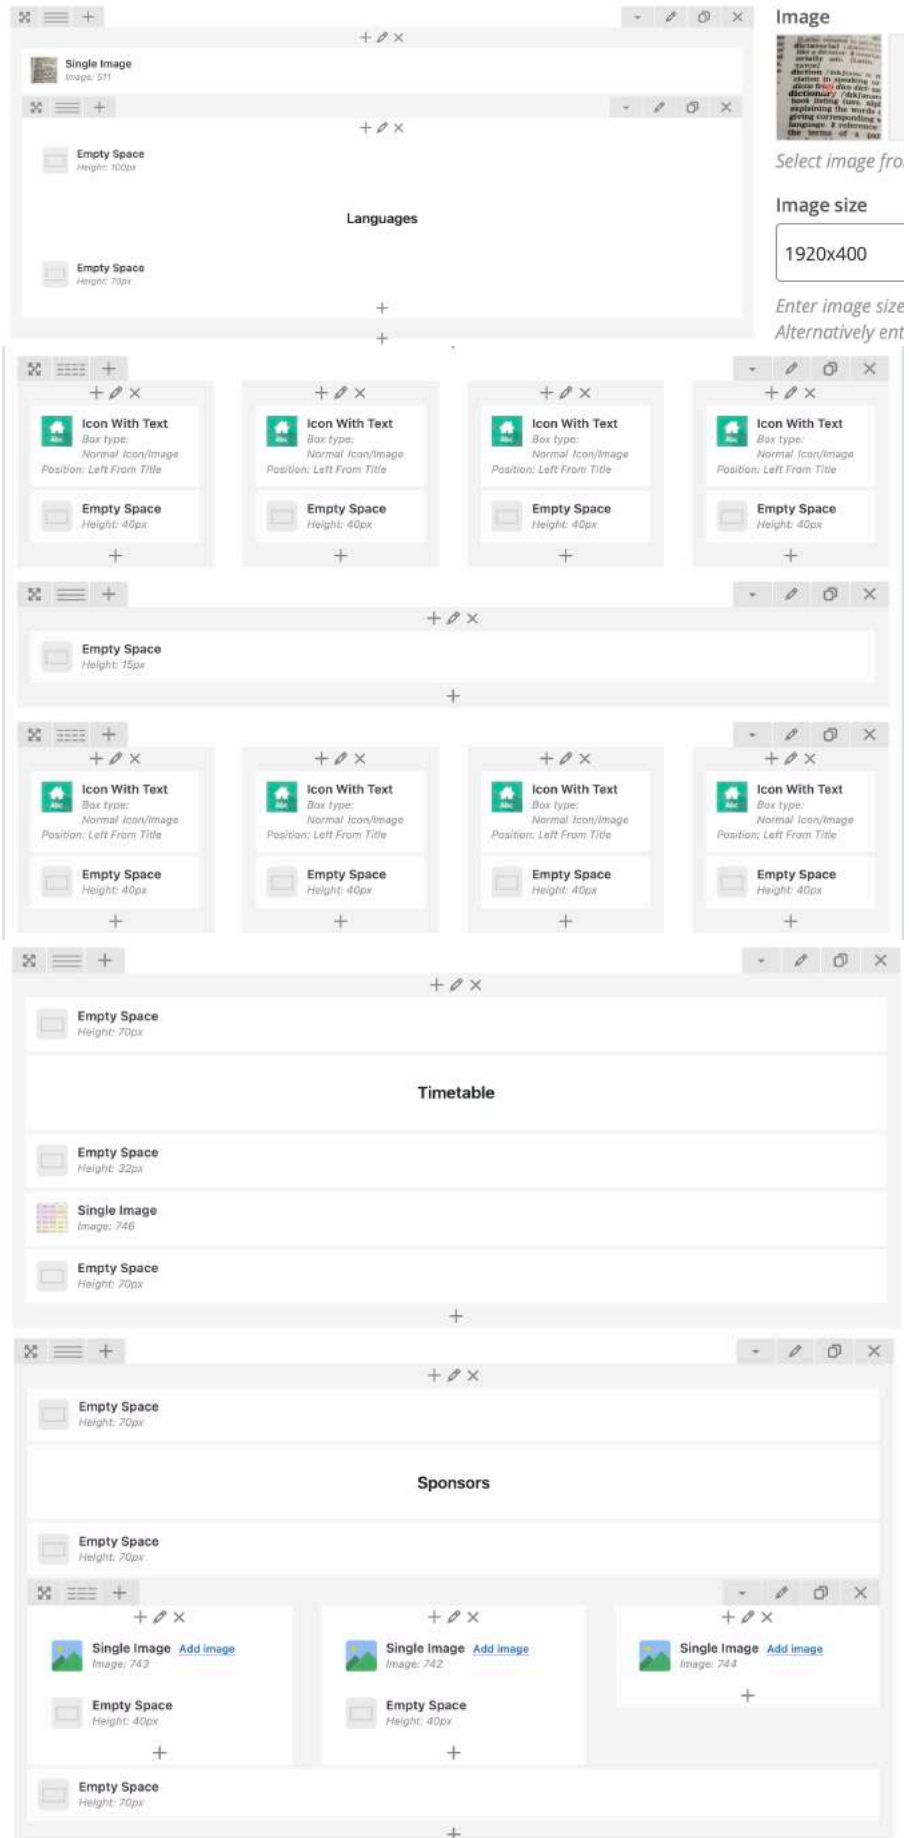 Image
Single Image
Image: 511
Select image fro
Image size
1920x400
Enter image size
Alternatively ent
Empty Space
Height: 100px
Languages
Empty Space
Height: 70px
Icon With Text
Box type:
Normal Icon/Image
Position: Left From Title
Empty Space
Height: 40px
Icon With Text
Box type:
Normal Icon/Image
Position: Left From Title
Empty Space
Height: 40px
Icon With Text
Box type:
Normal Icon/Image
Position: Left From Title
Empty Space
Height: 40px
Icon With Text
Box type:
Normal Icon/Image
Position: Left From Title
Empty Space
Height: 40px
Empty Space
Height: 15px
Icon With Text
Box type:
Normal Icon/Image
Position: Left From Title
Empty Space
Height: 40px
Icon With Text
Box type:
Normal Icon/Image
Position: Left From Title
Empty Space
Height: 40px
Icon With Text
Box type:
Normal Icon/Image
Position: Left From Title
Empty Space
Height: 40px
Icon With Text
Box type:
Normal Icon/Image
Position: Left From Title
Empty Space
Height: 40px
Empty Space
Height: 70px
Timetable
Empty Space
Height: 32px
Single Image
Image: 746
Empty Space
Height: 70px
Empty Space
Height: 70px
Sponsors
Empty Space
Height: 70px
Single Image Add image
Image: 743
Empty Space
Height: 40px
Single Image Add image
Image: 742
Empty Space
Height: 40px
Single Image Add image
Image: 744
Empty Space
Height: 70px